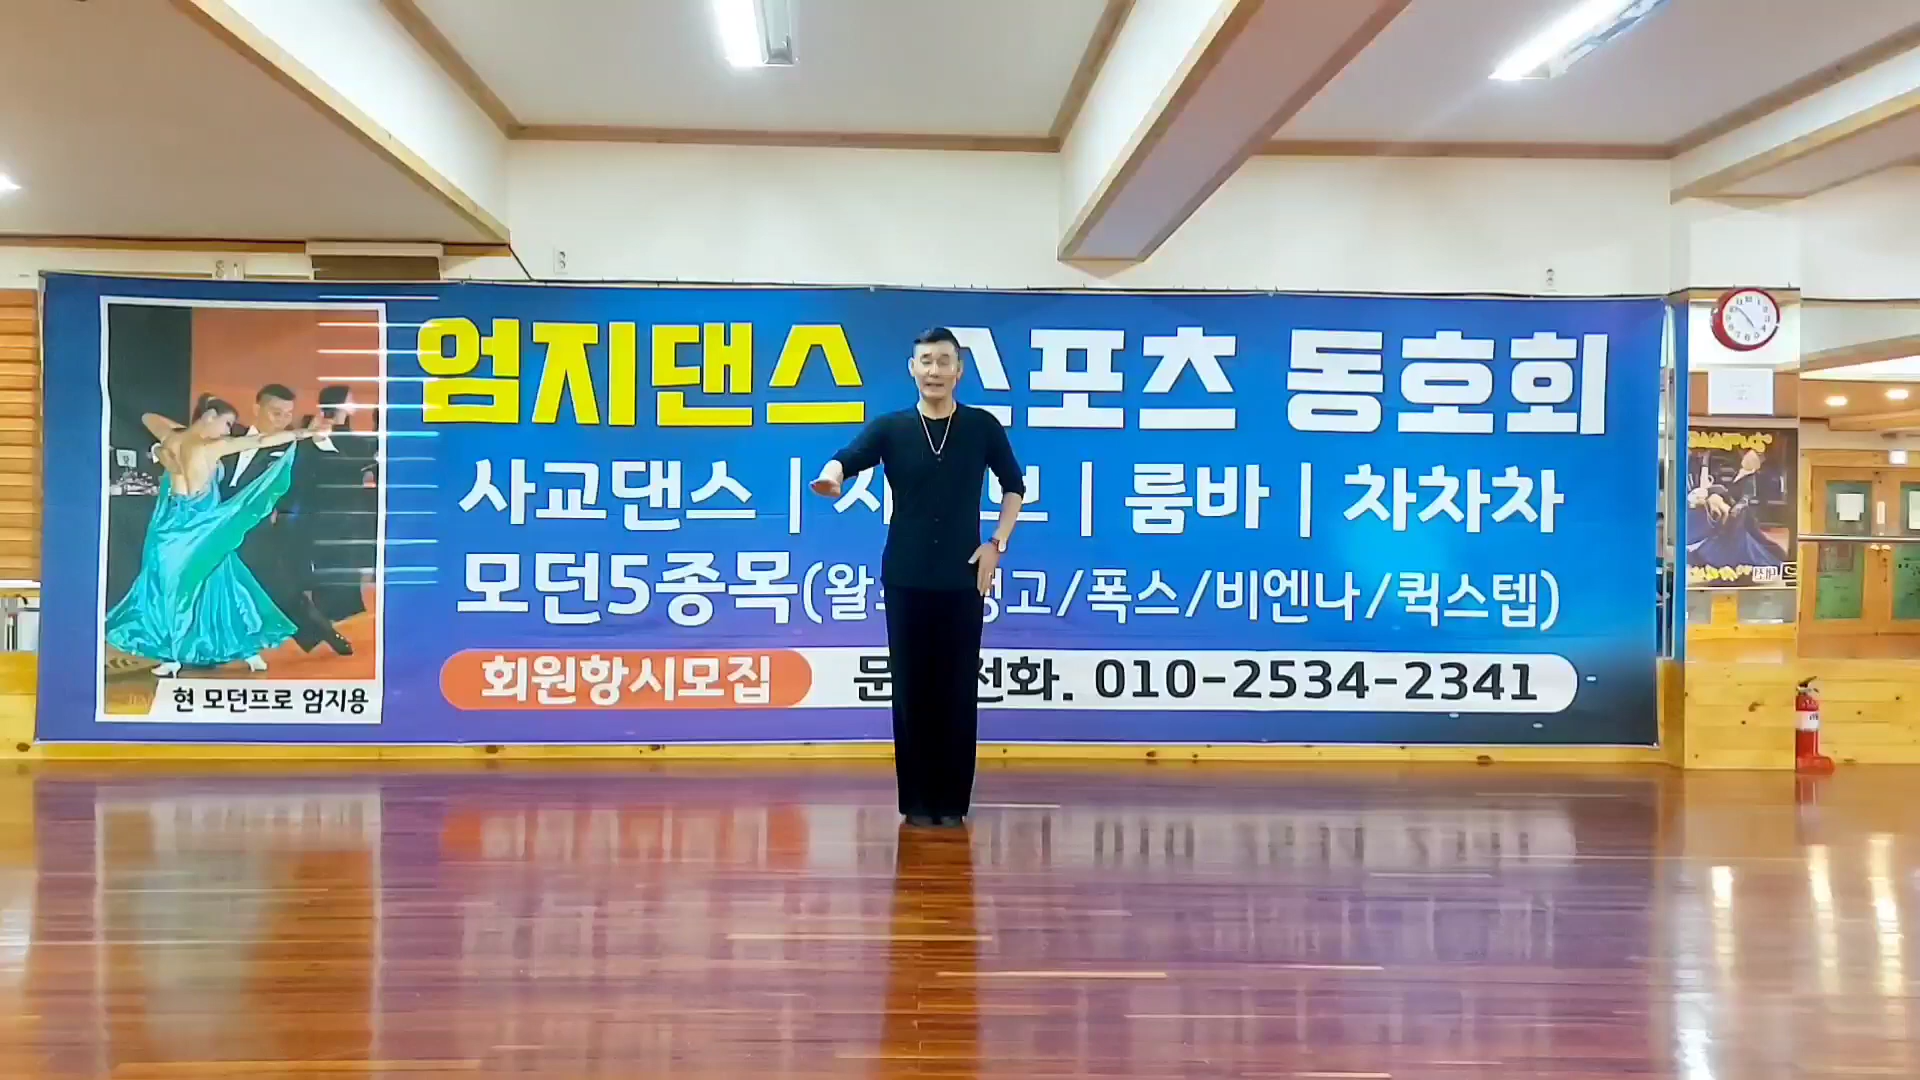 엄지댄스 스포츠 동호회
사교댄스 | | 룸바 | 차차차
모던5종목(왈 /폭스/비엔나/퀵스텝)
회원항시모집 010-2534-2341
현 모던프로 엄지용